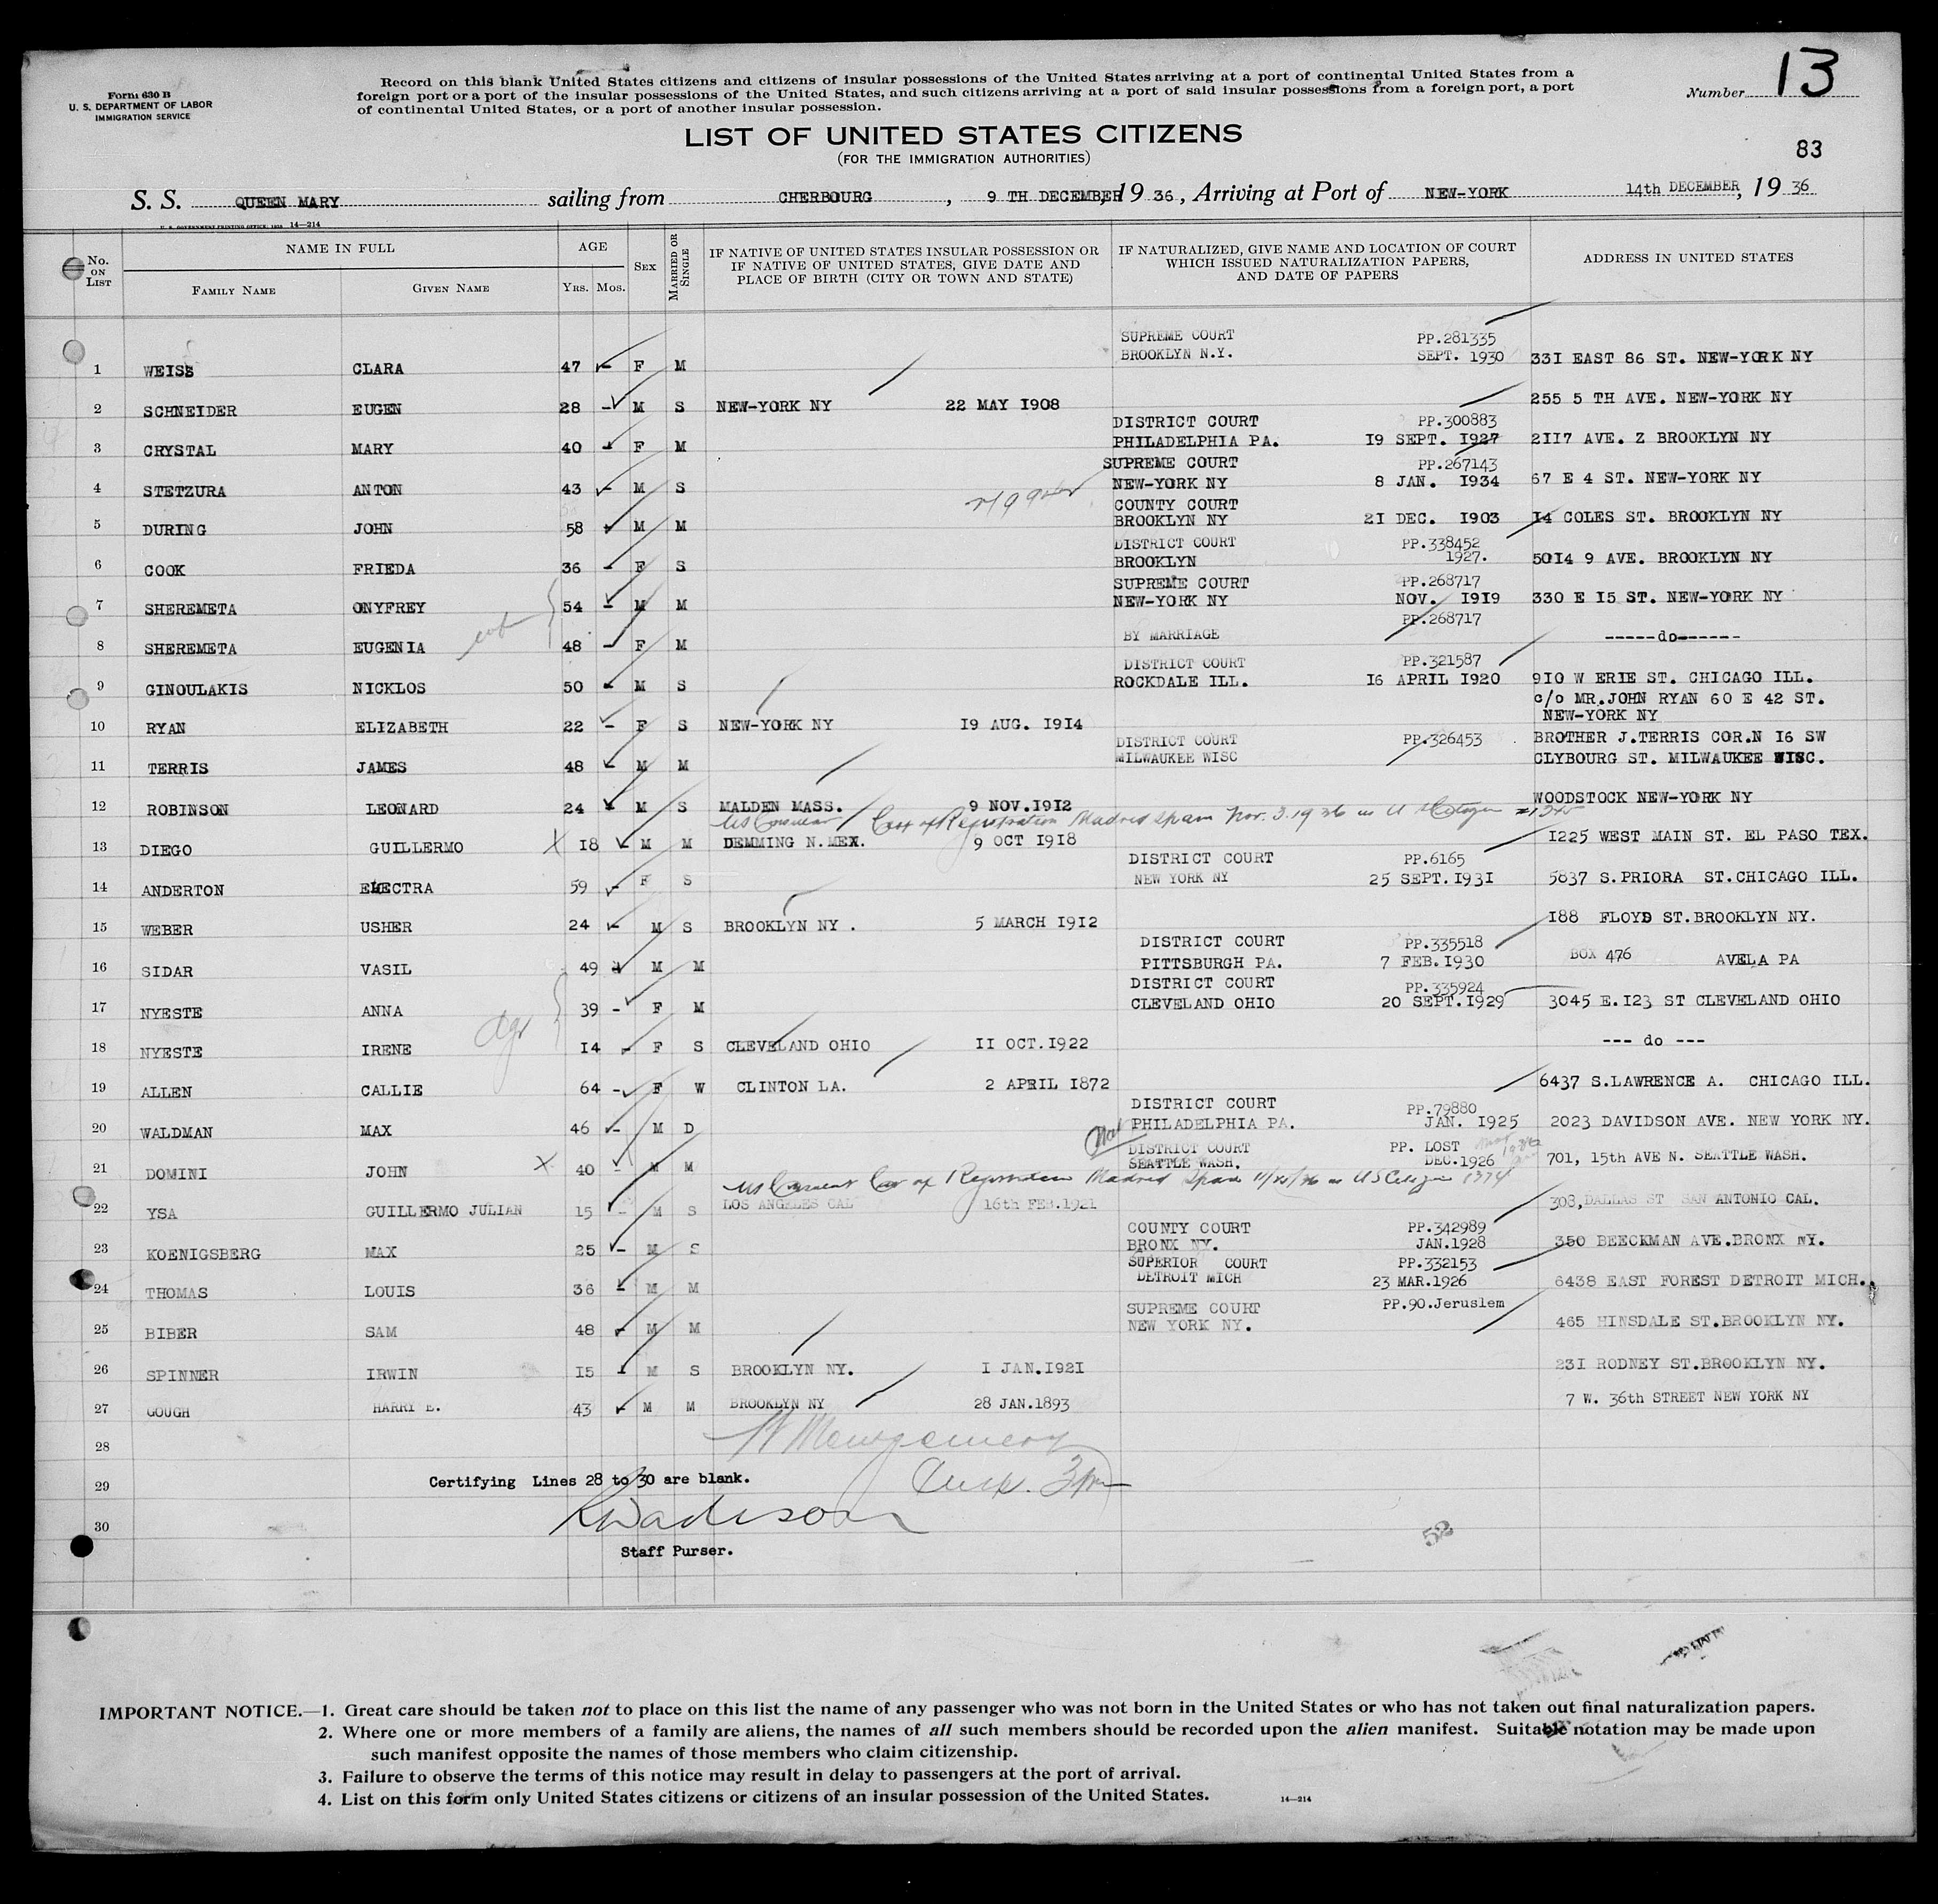 Form 630 B
U. S. DEPARTMENT OF LABOR
IMMIGRATION SERVICE
Record on this blank United States citizens and citizens of insular possessions of the United States arriving at a port of continental United States from a
foreign port or a port of the insular possessions of the United States, and such citizens arriving at a port of said insular possessions from a foreign port, a port
of continental United States, or a port of another insular possession.
Number 13
LIST OF UNITED STATES CITIZENS
(FOR THE IMMIGRATION AUTHORITIES)
83
S. S. QUEEN MARY sailing from CHERBOURG, 9 TH DECEMBER, 19 36, Arriving at Port of NEW-YORK 14th DECEMBER, 19 36
14—214
No. ON LIST NAME IN FULL FAMILY NAME GIVEN NAME AGE YRS. MOS. SEX MARRIED OR SINGLE IF NATIVE OF UNITED STATES INSULAR POSSESSION OR IF NATIVE OF UNITED STATES, GIVE DATE AND PLACE OF BIRTH (CITY OR TOWN AND STATE) IF NATURALIZED, GIVE NAME AND LOCATION OF COURT WHICH ISSUED NATURALIZATION PAPERS, AND DATE OF PAPERS ADDRESS IN UNITED STATES
SUPREME COURT PP.281335
1 WEISS CLARA 47 F M BROOKLYN N.Y. SEPT. 1930 331 EAST 86 ST. NEW-YORK NY
2 SCHNEIDER EUGEN 28 - M S NEW-YORK NY 22 MAY 1908 255 5 TH AVE. NEW-YORK NY
DISTRICT COURT PP.300883
3 CRYSTAL MARY 40 - F M PHILADELPHIA PA. 19 SEPT. 1927 2117 AVE. Z BROOKLYN NY
SUPREME COURT PP.267143
4 STETZURA ANTON 43 - M S NEW-YORK NY 8 JAN. 1934 67 E 4 ST. NEW-YORK NY
COUNTY COURT
5 DURING JOHN 58 M M BROOKLYN NY 21 DEC. 1903 14 COLES ST. BROOKLYN NY
DISTRICT COURT PP.338452
6 COOK FRIEDA 36 - F S BROOKLYN 1927. 5014 9 AVE. BROOKLYN NY
SUPREME COURT PP.268717
7 SHEREMETA ONYFREY 54 - M M NEW-YORK NY NOV. 1919 330 E 15 ST. NEW-YORK NY
PP.268717
8 SHEREMETA EUGENIA 48 - F M BY MARRIAGE -----do------
DISTRICT COURT PP.321587
9 GINOULAKIS NICKLOS 50 - M S ROCKDALE ILL. 16 APRIL 1920 910 W ERIE ST. CHICAGO ILL.
c/o MR.JOHN RYAN 60 E 42 ST.
10 RYAN ELIZABETH 22 - F S NEW-YORK NY 19 AUG. 1914 NEW-YORK NY
DISTRICT COURT PP.326453 BROTHER J.TERRIS COR.N 16 SW
11 TERRIS JAMES 48 - M M MILWAUKEE WISC CLYBOURG ST. MILWAUKEE WISC.
12 ROBINSON LEONARD 24 M S MALDEN MASS. 9 NOV.1912 WOODSTOCK NEW-YORK NY
US Consular Cert of Registration Madrid Spain Nov. 3. 1936 as U S Citizen #1345
13 DIEGO GUILLERMO X 18 M M DEMMING N.MEX. 9 OCT 1918 1225 WEST MAIN ST. EL PASO TEX.
DISTRICT COURT PP.6165
14 ANDERTON ELECTRA 59 - F S NEW YORK NY 25 SEPT.1931 5837 S.PRIORA ST.CHICAGO ILL.
15 WEBER USHER 24 - M S BROOKLYN NY . 5 MARCH 1912 188 FLOYD ST.BROOKLYN NY.
DISTRICT COURT PP.335518
16 SIDAR VASIL 49 M M PITTSBURGH PA. 7 FEB.1930 BOX 476 AVELA PA
DISTRICT COURT PP.335924
17 NYESTE ANNA 39 - F M CLEVELAND OHIO 20 SEPT.1929 3045 E.123 ST CLEVELAND OHIO
18 NYESTE IRENE 14 - F S CLEVELAND OHIO 11 OCT.1922 --- do ---
19 ALLEN CALLIE 64 - F W CLINTON LA. 2 APRIL 1872 6437 S.LAWRENCE A. CHICAGO ILL.
DISTRICT COURT PP.79880
20 WALDMAN MAX 46 - M D PHILADELPHIA PA. JAN. 1925 2023 DAVIDSON AVE. NEW YORK NY.
DISTRICT COURT PP. LOST
21 DOMINI JOHN X 40 - M M SEATTLE WASH. DEC.1926 701, 15th AVE N. SEATTLE WASH.
US Consular Cert of Registration Madrid Spain as US Citizen 1374
22 YSA GUILLERMO JULIAN 15 - M S LOS ANGELES CAL 16th FEB.1921 308, DALLAS ST SAN ANTONIO CAL.
COUNTY COURT PP.342989
23 KOENIGSBERG MAX 25 - M S BRONX NY. JAN.1928 350 BEECKMAN AVE.BRONX NY.
SUPERIOR COURT PP.332153
24 THOMAS LOUIS 36 - M M DETROIT MICH 23 MAR.1926 6438 EAST FOREST DETROIT MICH.
SUPREME COURT PP.90.Jeruslem
25 BIBER SAM 48 - M M NEW YORK NY. 465 HINSDALE ST.BROOKLYN NY.
26 SPINNER IRWIN 15 - M S BROOKLYN NY. 1 JAN.1921 231 RODNEY ST.BROOKLYN NY.
27 GOUGH HARRY E. 43 - M M BROOKLYN NY 28 JAN.1893 7 W. 36th STREET NEW YORK NY
28 Montgomery
29 Certifying Lines 28 to 30 are blank.
30
Staff Purser.
52
IMPORTANT NOTICE.—1. Great care should be taken not to place on this list the name of any passenger who was not born in the United States or who has not taken out final naturalization papers.
2. Where one or more members of a family are aliens, the names of all such members should be recorded upon the alien manifest. Suitable notation may be made upon
such manifest opposite the names of those members who claim citizenship.
3. Failure to observe the terms of this notice may result in delay to passengers at the port of arrival.
4. List on this form only United States citizens or citizens of an insular possession of the United States.
14—214